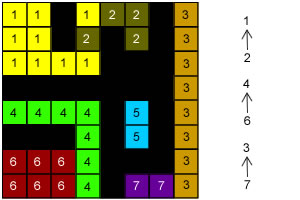 1 1 1 2 2 3
1 1 2 2 3
1 1 1 1 3
3
4 4 4 4 5 3
4 5 3
6 6 6 4 3
6 6 6 4 7 7 3
1
2
4
6
3
7